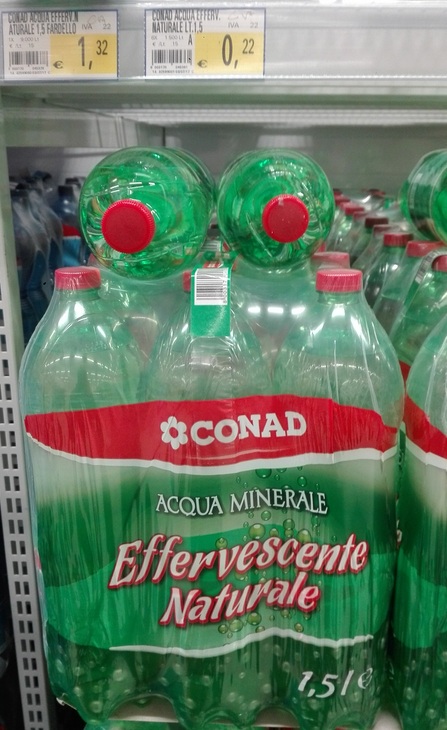 CONAD ACQUA EFFERV.N
ATURALE 1,5 FARDELLO IVA 22
€ 1,32
CONAD ACQUA EFFERV.
NATURALE LT.1,5 IVA 22
A
€ 0,22
CONAD
ACQUA MINERALE
Effervescente
Naturale
1,5 l e